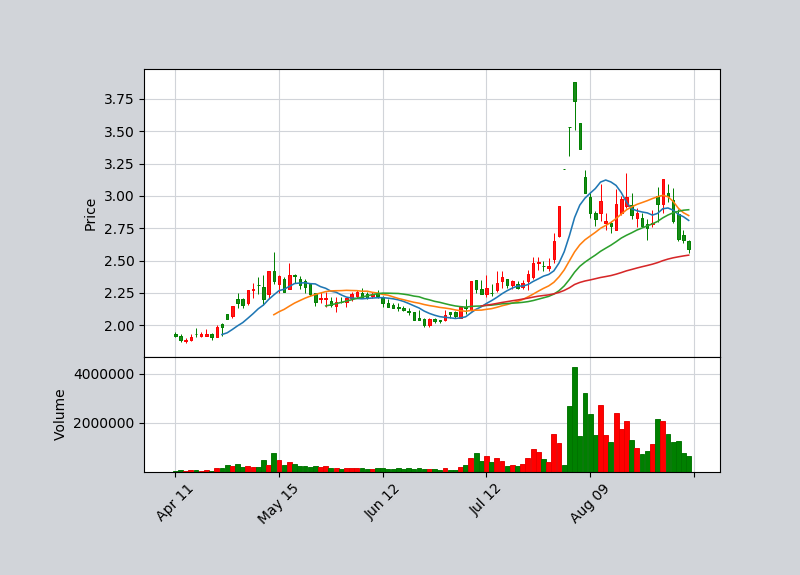 3.75
3.50
3.25
3.00
2.75
2.50
2.25
2.00
Price
4000000
2000000
Volume
Apr 11
May 15
Jun 12
Jul 12
Aug 09